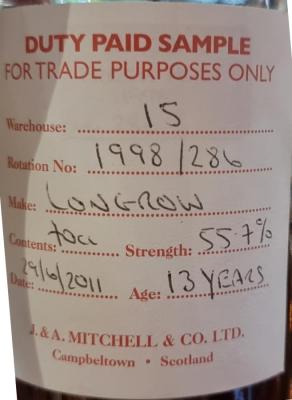 DUTY PAID SAMPLE
FOR TRADE PURPOSES ONLY
Warehouse: 15
Rotation No: 1998/286
Make: LONGROW
Contents: 70cl Strength: 55.7%
Date: 29/6/2011 Age: 13 YEARS
J. & A. MITCHELL & CO. LTD.
Campbeltown • Scotland